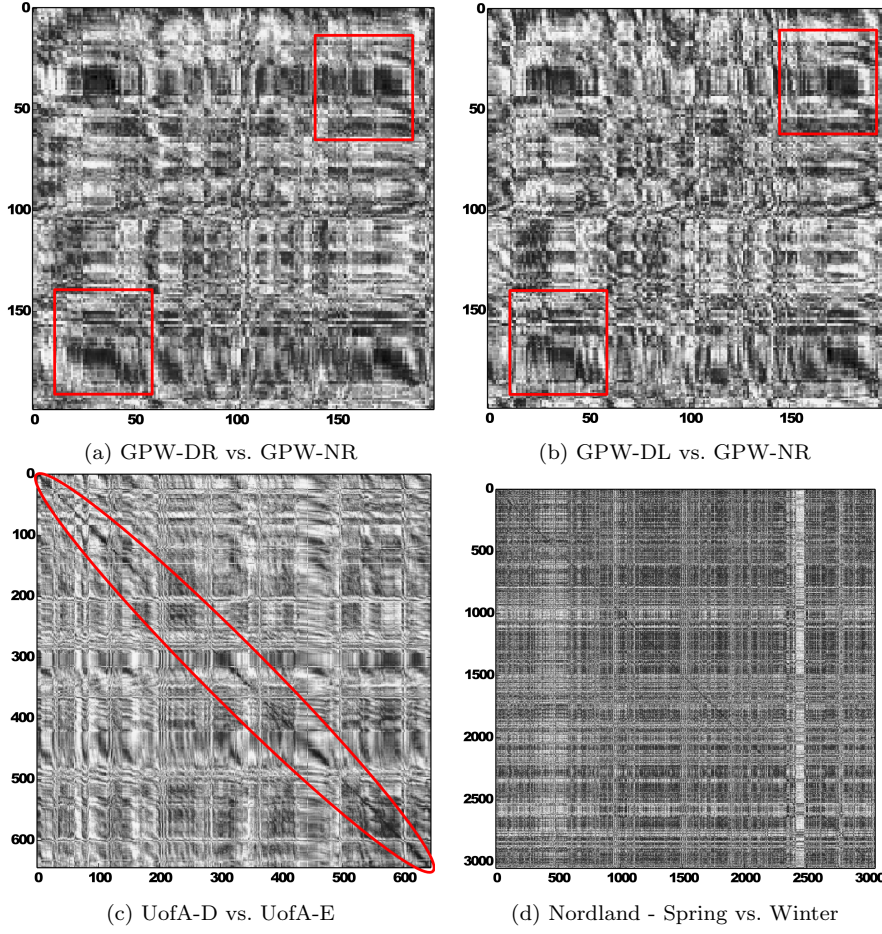 0
50
100
150
0 50 100 150
(a) GPW-DR vs. GPW-NR
0
50
100
150
0 50 100 150
(b) GPW-DL vs. GPW-NR
0
100
200
300
400
500
600
0 100 200 300 400 500 600
(c) UofA-D vs. UofA-E
0
500
1000
1500
2000
2500
3000
0 500 1000 1500 2000 2500 3000
(d) Nordland - Spring vs. Winter